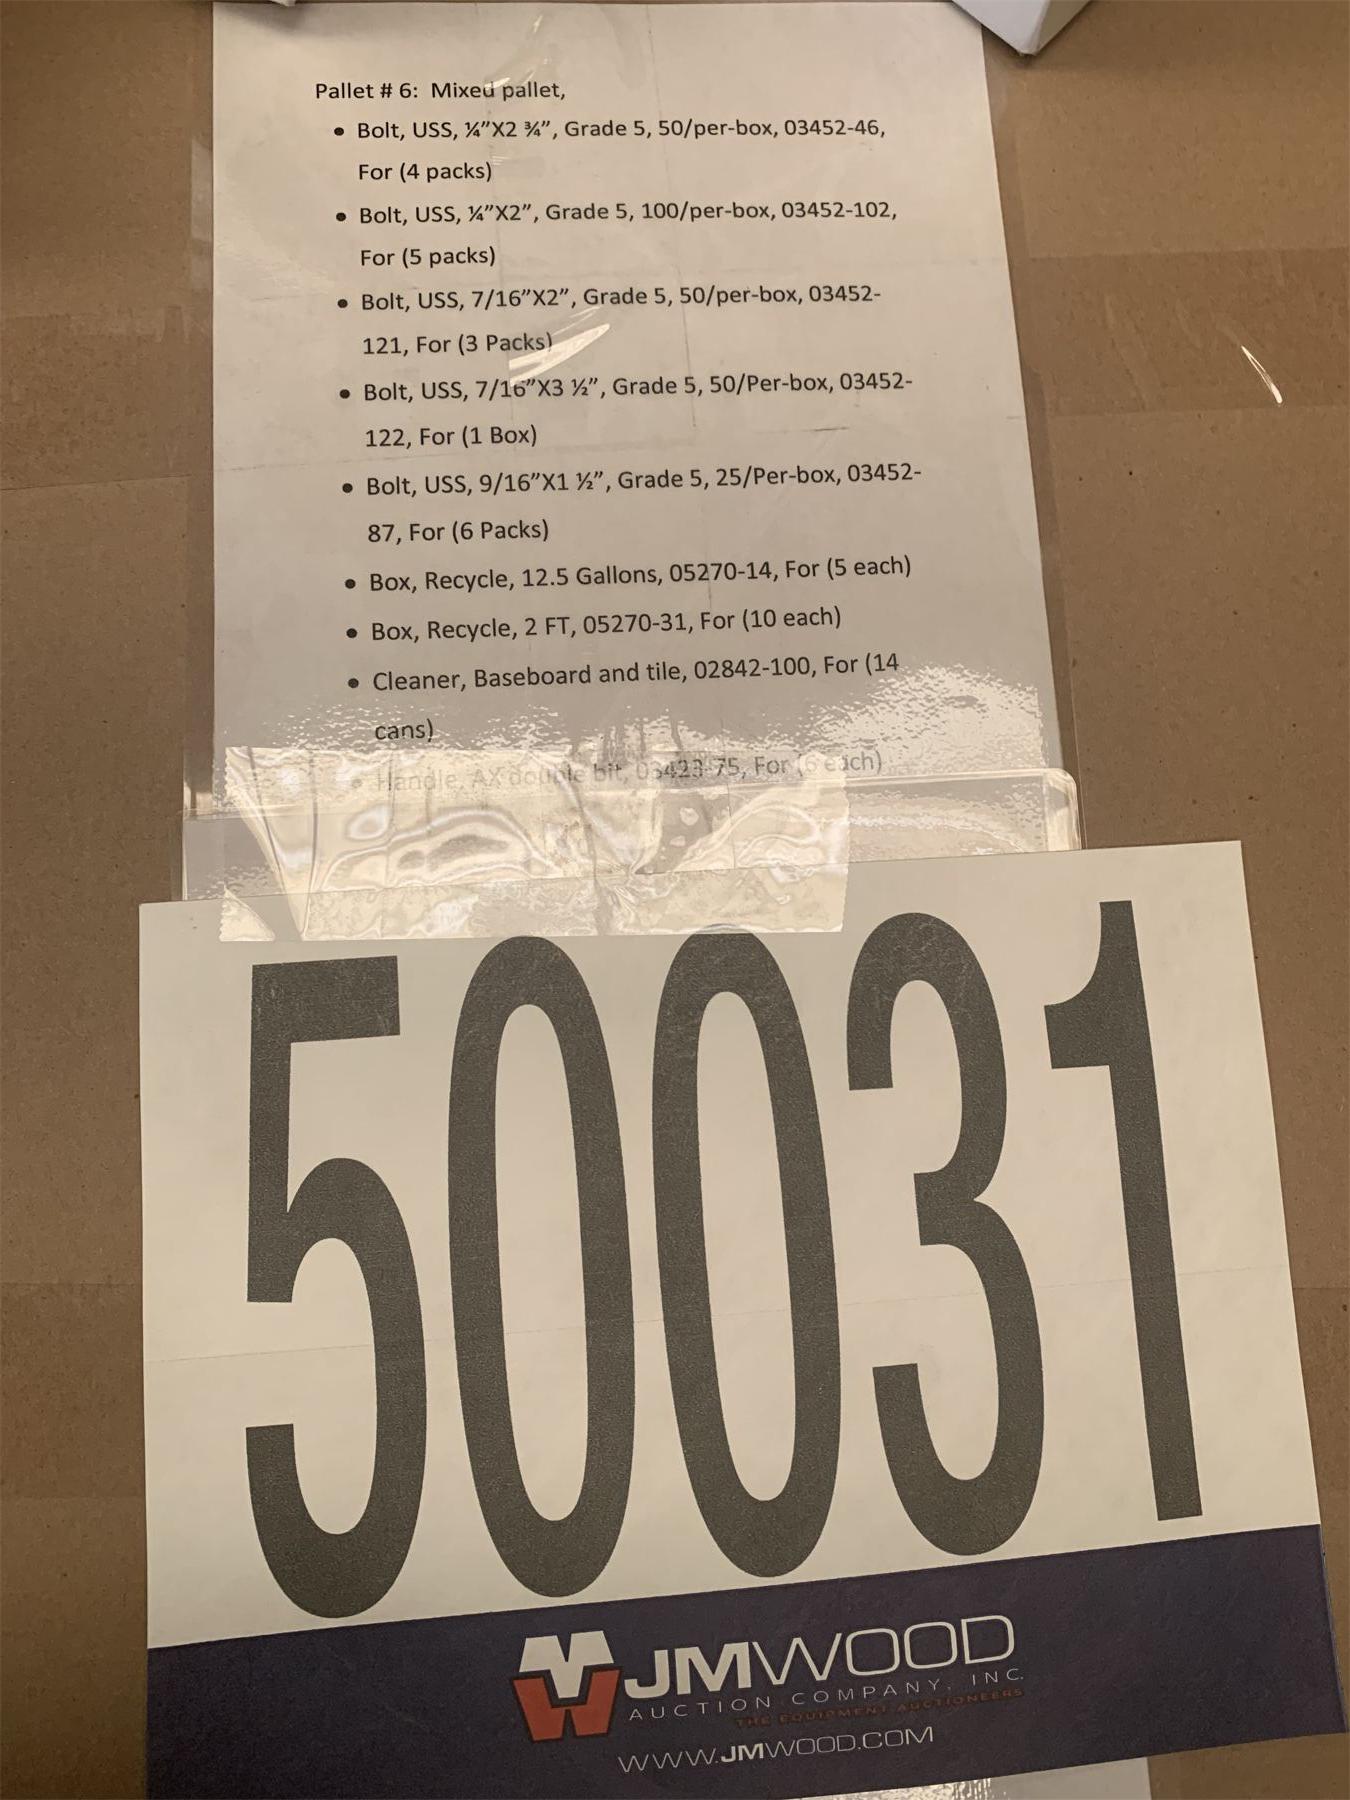 Pallet # 6: Mixed pallet,
• Bolt, USS, ¼”X2 ¾”, Grade 5, 50/per-box, 03452-46,
For (4 packs)
• Bolt, USS, ¼”X2”, Grade 5, 100/per-box, 03452-102,
For (5 packs)
• Bolt, USS, 7/16”X2”, Grade 5, 50/per-box, 03452-
121, For (3 Packs)
• Bolt, USS, 7/16”X3 ½”, Grade 5, 50/Per-box, 03452-
122, For (1 Box)
• Bolt, USS, 9/16”X1 ½”, Grade 5, 25/Per-box, 03452-
87, For (6 Packs)
• Box, Recycle, 12.5 Gallons, 05270-14, For (5 each)
• Box, Recycle, 2 FT, 05270-31, For (10 each)
• Cleaner, Baseboard and tile, 02842-100, For (14
cans)
• Handle, AX double bit, 03423-75, For (6 each)
50031
JMWOOD
AUCTION COMPANY, INC.
THE EQUIPMENT AUCTIONEERS
WWW.JMWOOD.COM